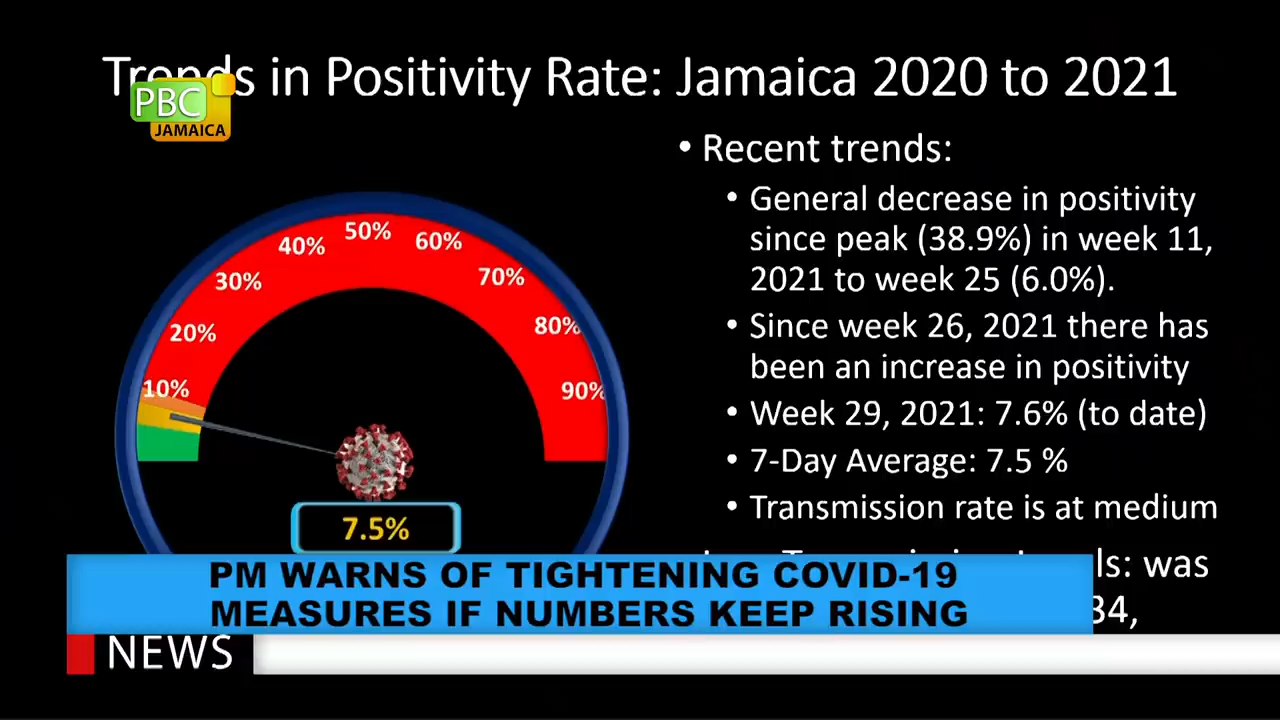 Trends in Positivity Rate: Jamaica 2020 to 2021
PBC
JAMAICA
• Recent trends:
• General decrease in positivity
since peak (38.9%) in week 11,
2021 to week 25 (6.0%).
• Since week 26, 2021 there has
been an increase in positivity
• Week 29, 2021: 7.6% (to date)
• 7-Day Average: 7.5 %
• Transmission rate is at medium
10%
20%
30%
40%
50%
60%
70%
80%
90%
7.5%
was
34,
PM WARNS OF TIGHTENING COVID-19
MEASURES IF NUMBERS KEEP RISING
NEWS